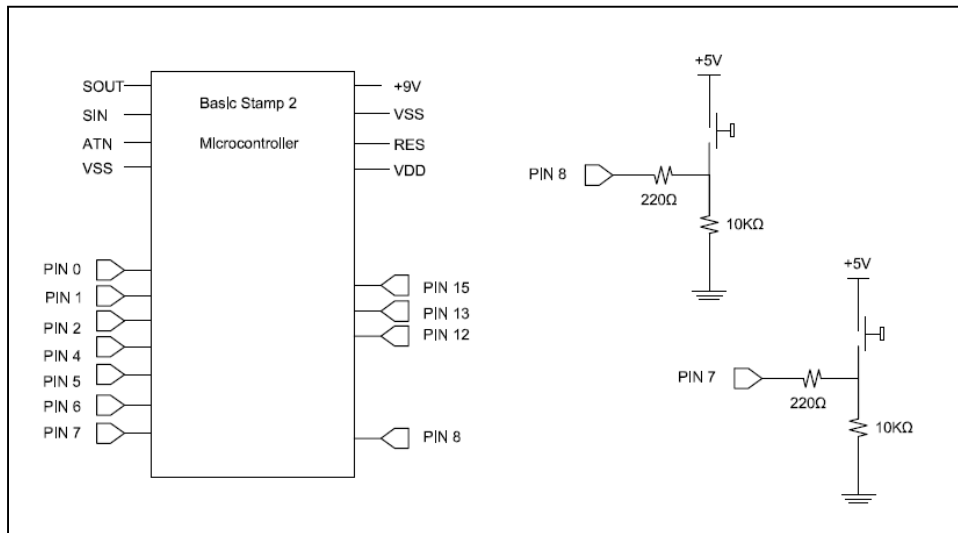 SOUT
SIN
ATN
VSS
Basic Stamp 2
Microcontroller
+9V
VSS
RES
VDD
PIN 0
PIN 1
PIN 2
PIN 4
PIN 5
PIN 6
PIN 7
PIN 15
PIN 13
PIN 12
PIN 8
+5V
PIN 8
220Ω
10KΩ
+5V
PIN 7
220Ω
10KΩ